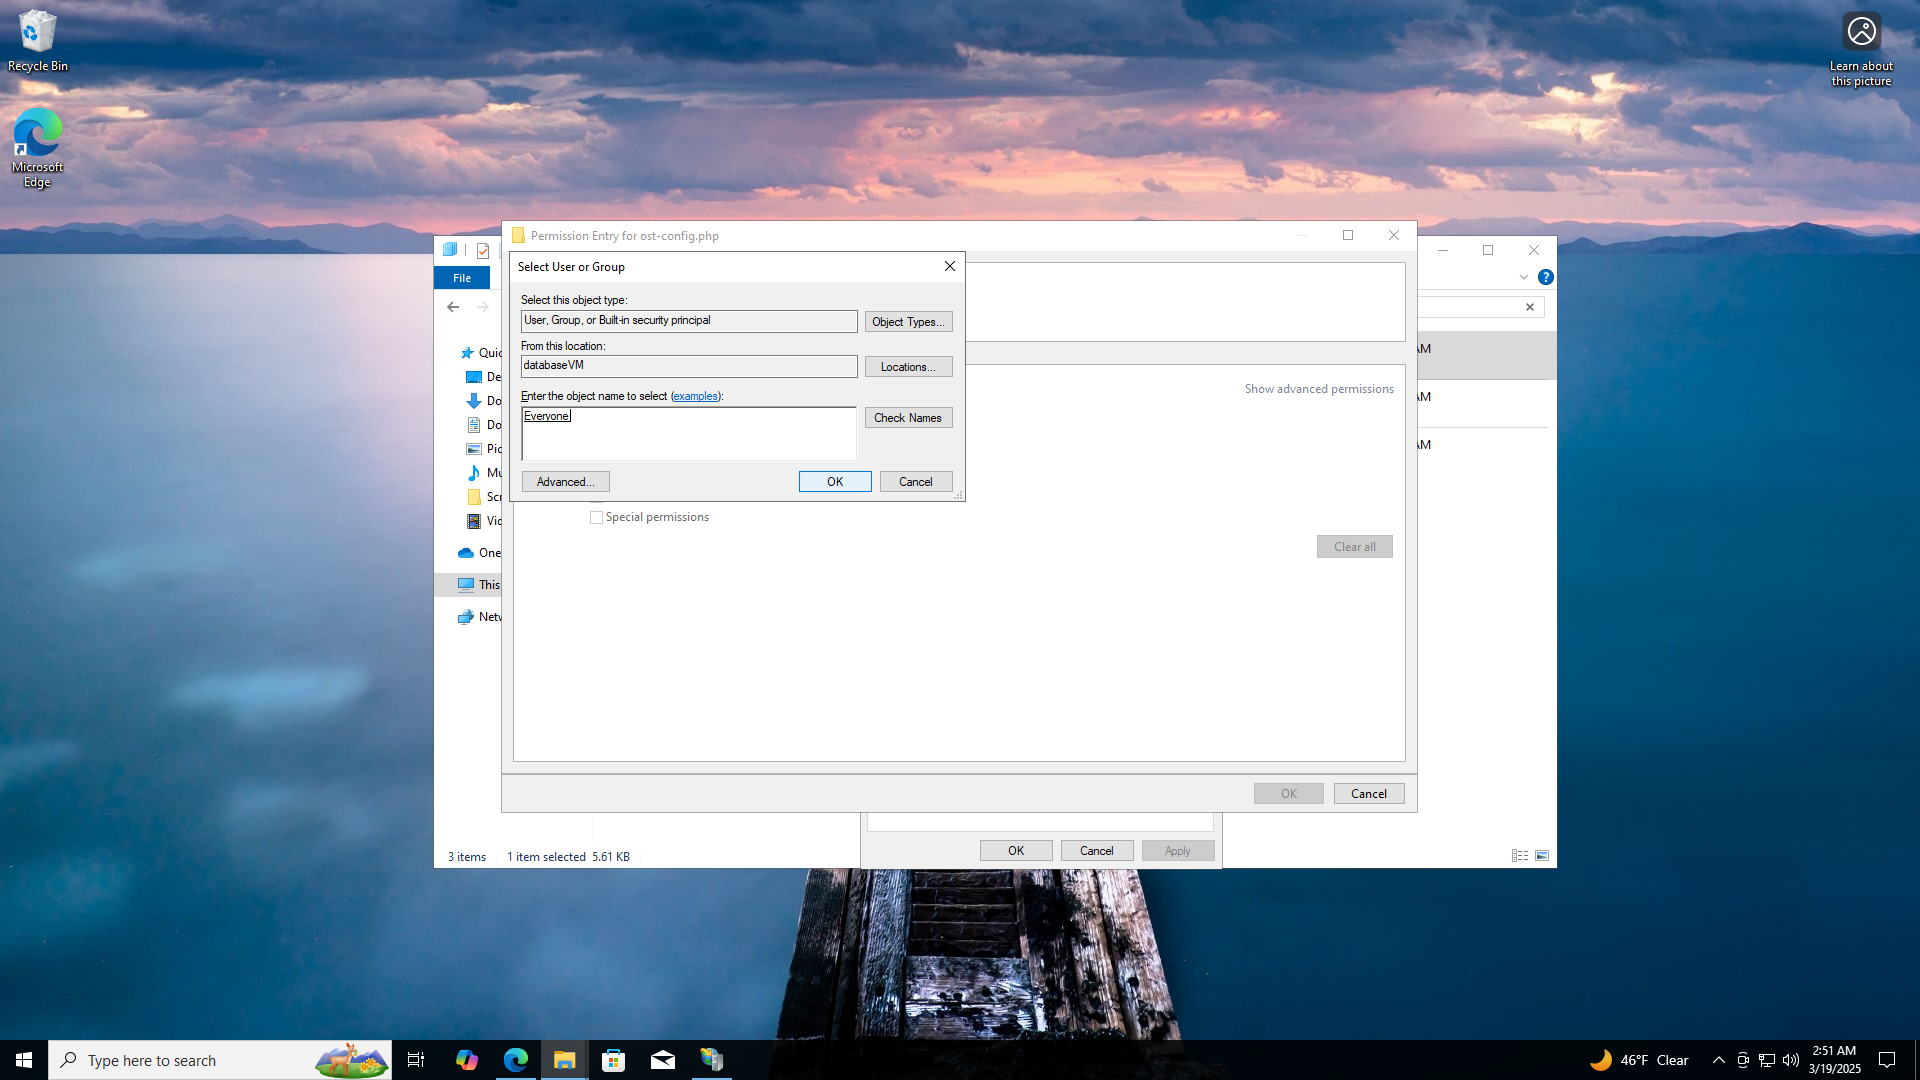 Recycle Bin
Microsoft
Edge
Learn about
this picture
Permission Entry for ost-config.php
Select User or Group
Select this object type:
User, Group, or Built-in security principal
Object Types...
From this location:
databaseVM
Locations...
Enter the object name to select (examples):
Everyone
Check Names
Advanced...
OK
Cancel
Show advanced permissions
Special permissions
Clear all
OK
Cancel
File
?
Quic
De
Do
Do
Pic
Mu
Scr
Vic
One
This
Netw
AM
AM
AM
OK
Cancel
Apply
3 items
1 item selected 5.61 KB
Type here to search
46°F Clear
2:51 AM
3/19/2025